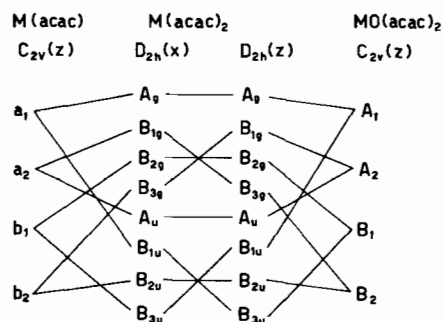 M(acac) M(acac)2 MO(acac)2
C2v(z) D2h(x) D2h(z) C2v(z)
Ag Ag
a1 A1
B1g B1g
a2 B2g B2g A2
B3g B3g
Au Au
b1 B1
B1u B1u
b2 B2u B2u B2
B3u B3u